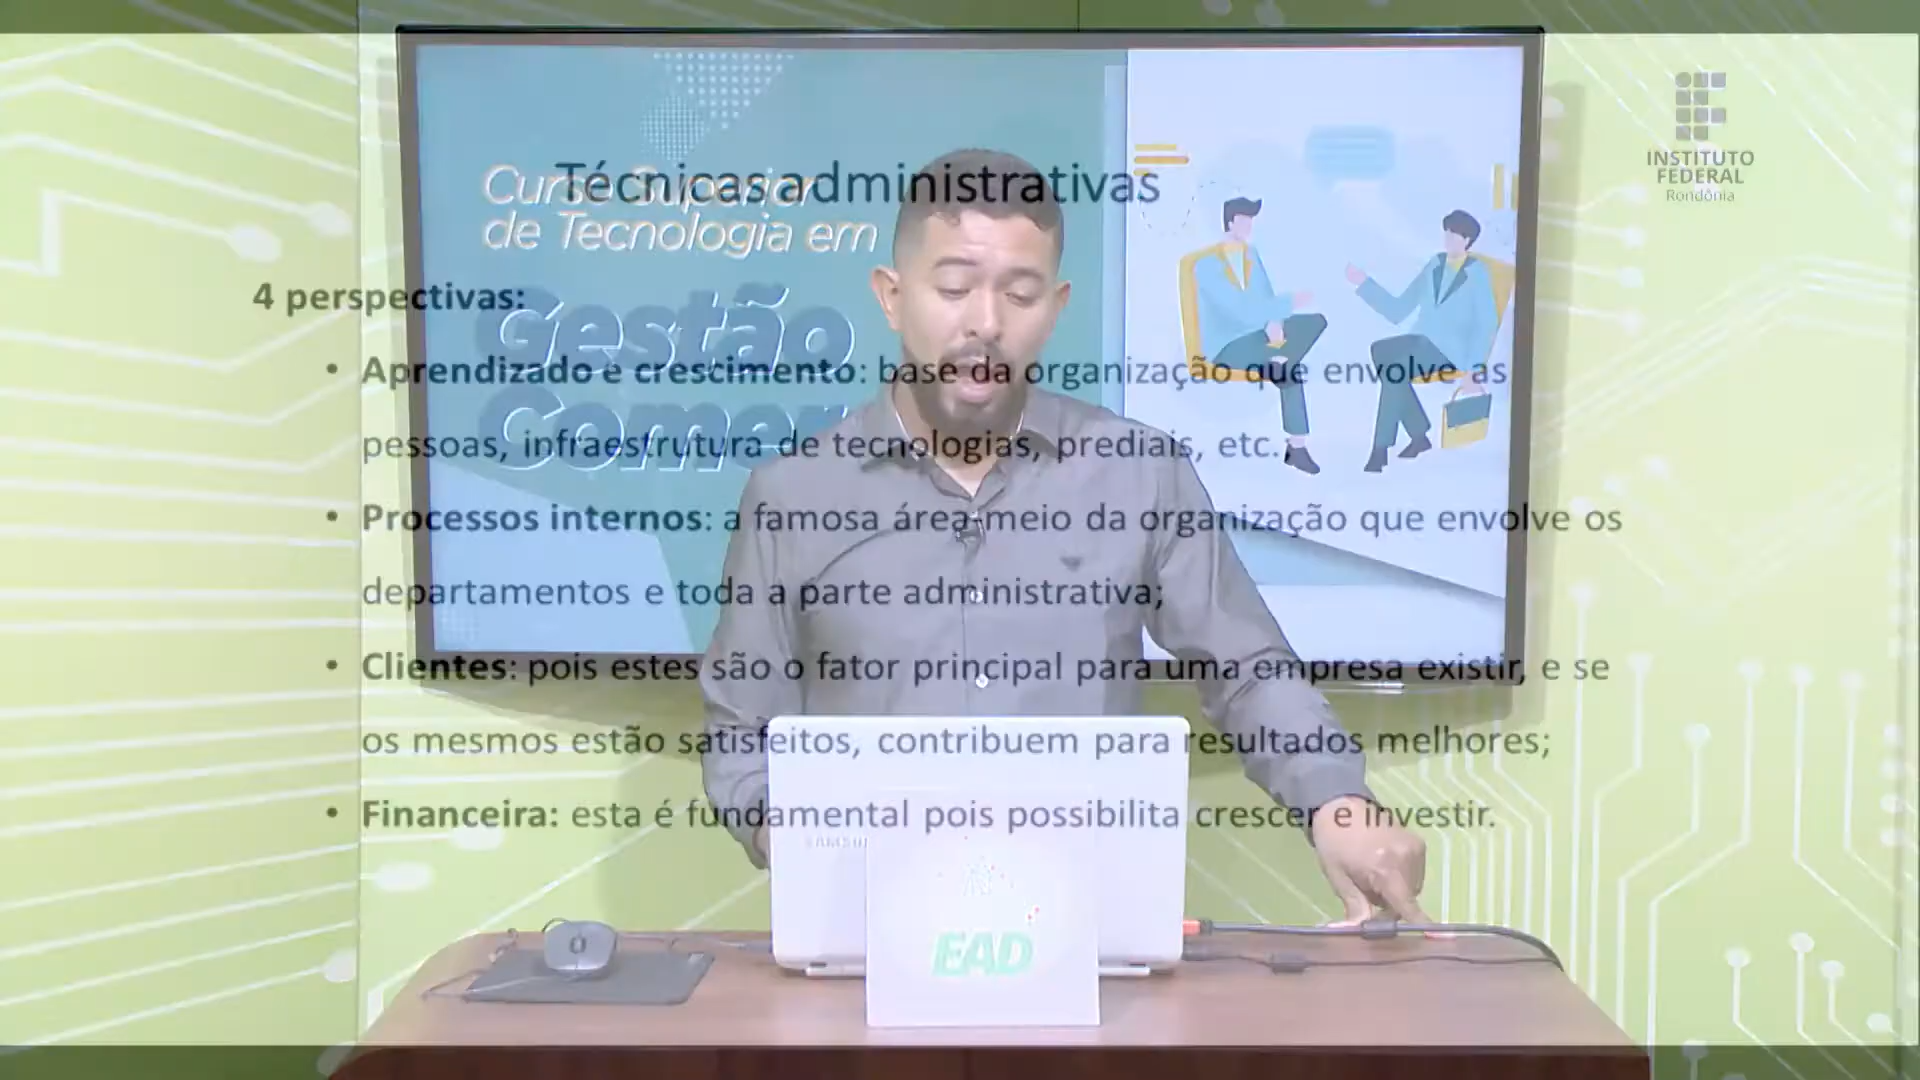 INSTITUTO
FEDERAL
Rondônia
Técnicas administrativas
Curso Superior
de Tecnologia em
Gestão
4 perspectivas:
• Aprendizado e crescimento: base da organização que envolve as
pessoas, infraestrutura de tecnologias, prediais, etc.;
• Processos internos: a famosa área-meio da organização que envolve os
departamentos e toda a parte administrativa;
• Clientes: pois estes são o fator principal para uma empresa existir, e se
os mesmos estão satisfeitos, contribuem para resultados melhores;
• Financeira: esta é fundamental pois possibilita crescer e investir.
EAD